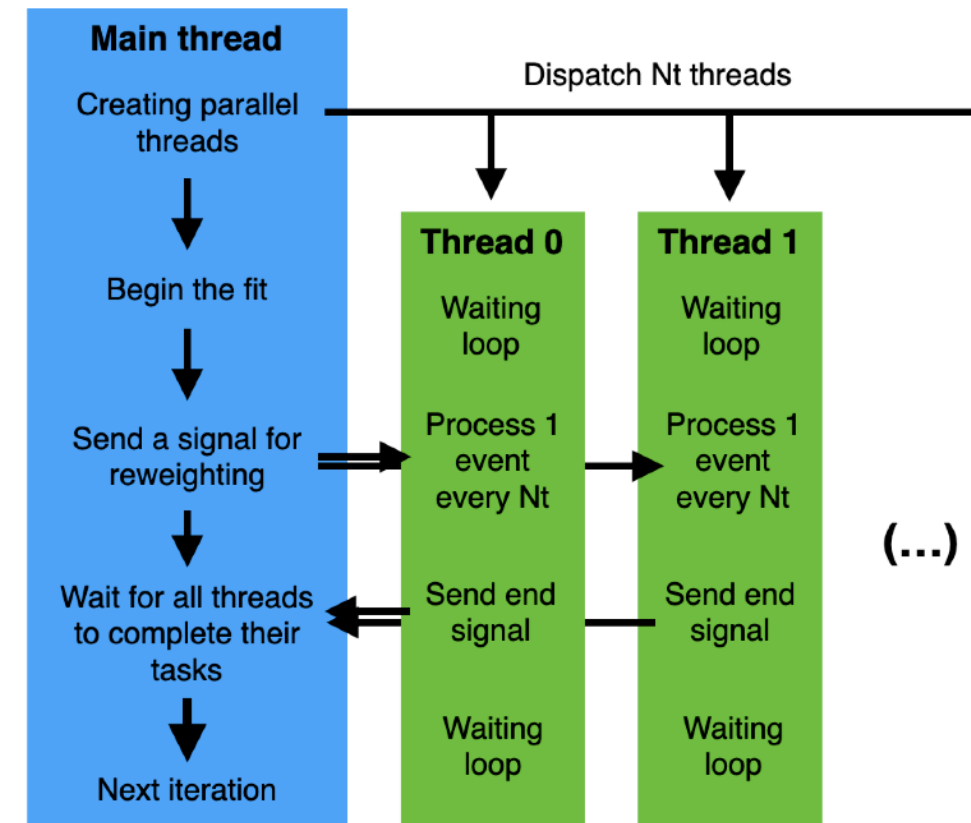 Main thread
Creating parallel
threads
Begin the fit
Send a signal for
reweighting
Wait for all threads
to complete their
tasks
Next iteration
Dispatch Nt threads
Thread 0
Waiting
loop
Process 1
event
every Nt
Send end
signal
Waiting
loop
Thread 1
Waiting
loop
Process 1
event
every Nt
Send end
signal
Waiting
loop
(...)